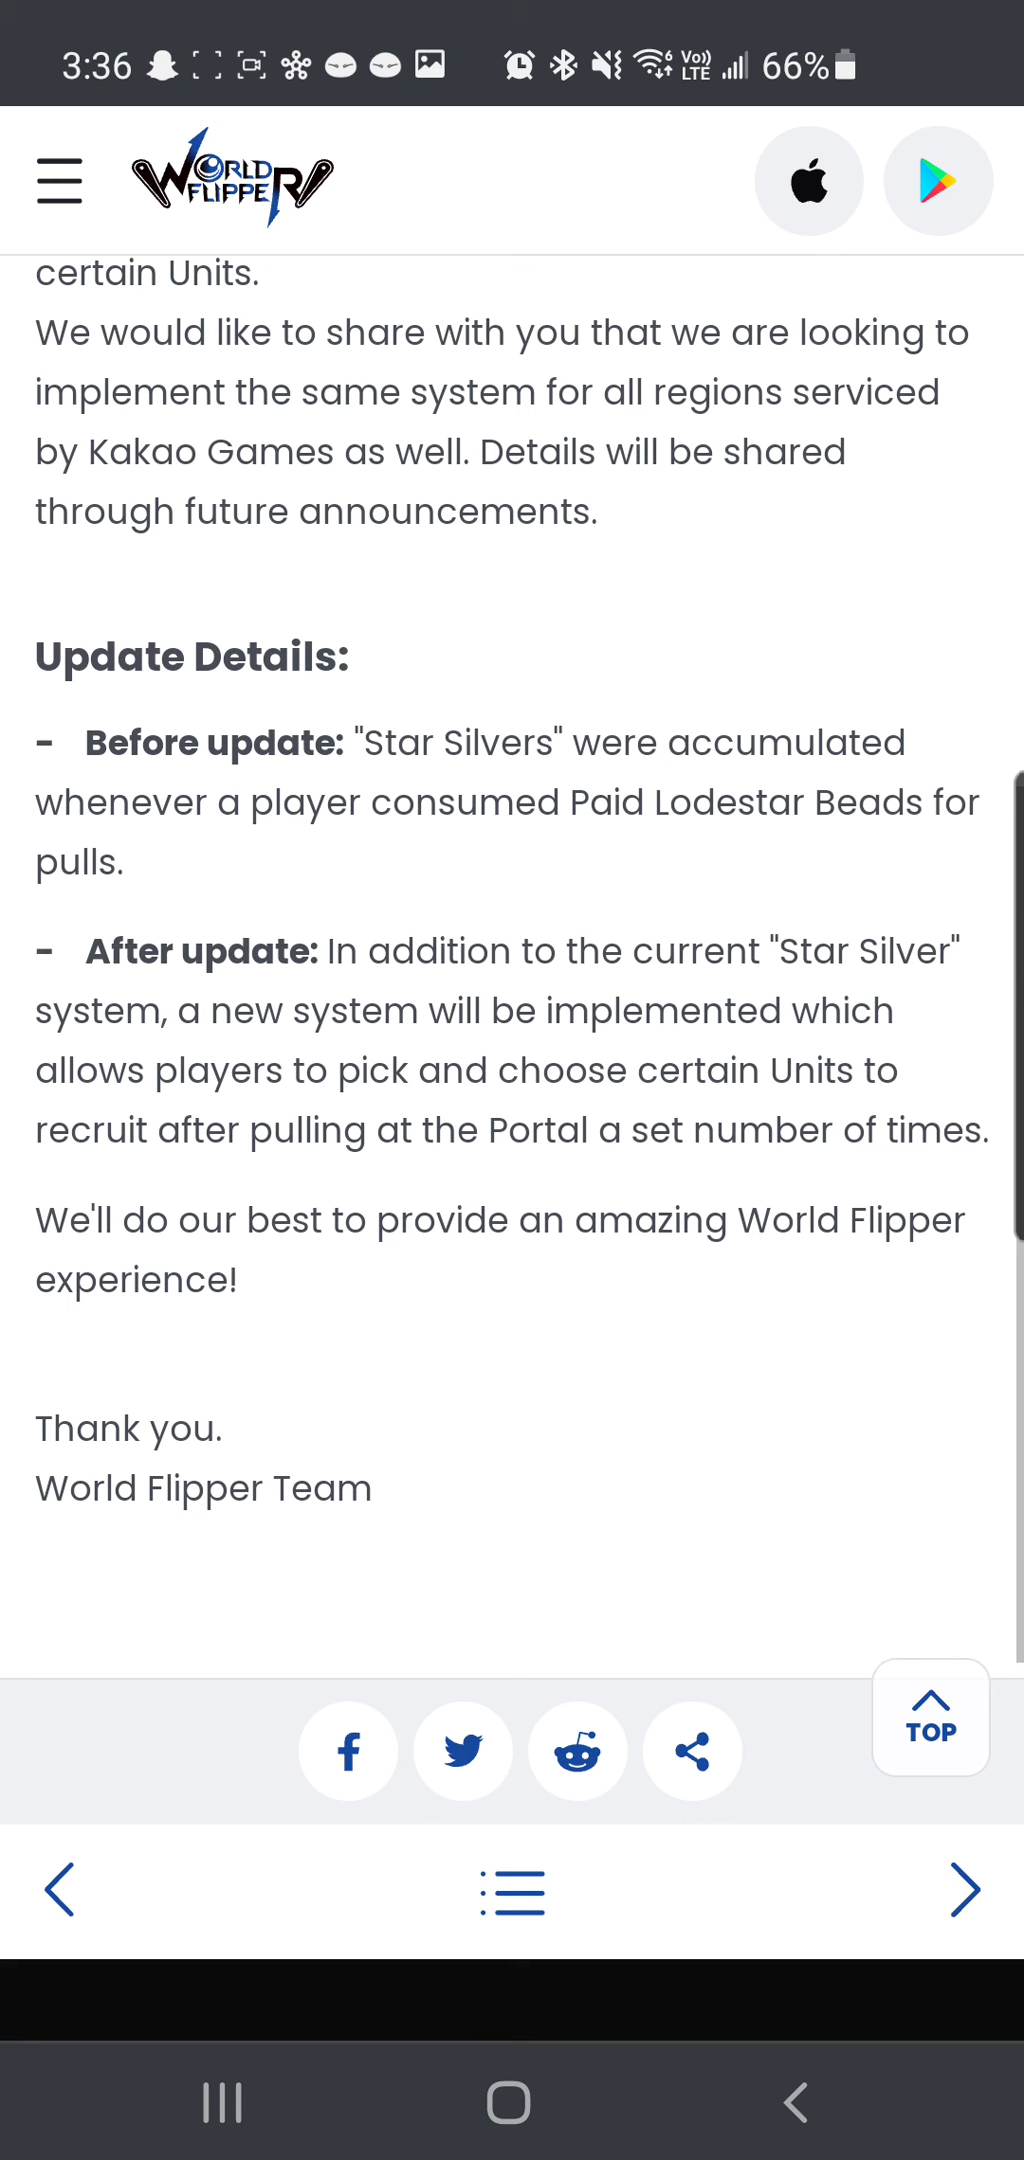 3:36
Vo))
LTE
66%
WORLD
FLIPPER
certain Units.
We would like to share with you that we are looking to
implement the same system for all regions serviced
by Kakao Games as well. Details will be shared
through future announcements.
Update Details:
- Before update: "Star Silvers" were accumulated
whenever a player consumed Paid Lodestar Beads for
pulls.
- After update: In addition to the current "Star Silver"
system, a new system will be implemented which
allows players to pick and choose certain Units to
recruit after pulling at the Portal a set number of times.
We'll do our best to provide an amazing World Flipper
experience!
Thank you.
World Flipper Team
TOP